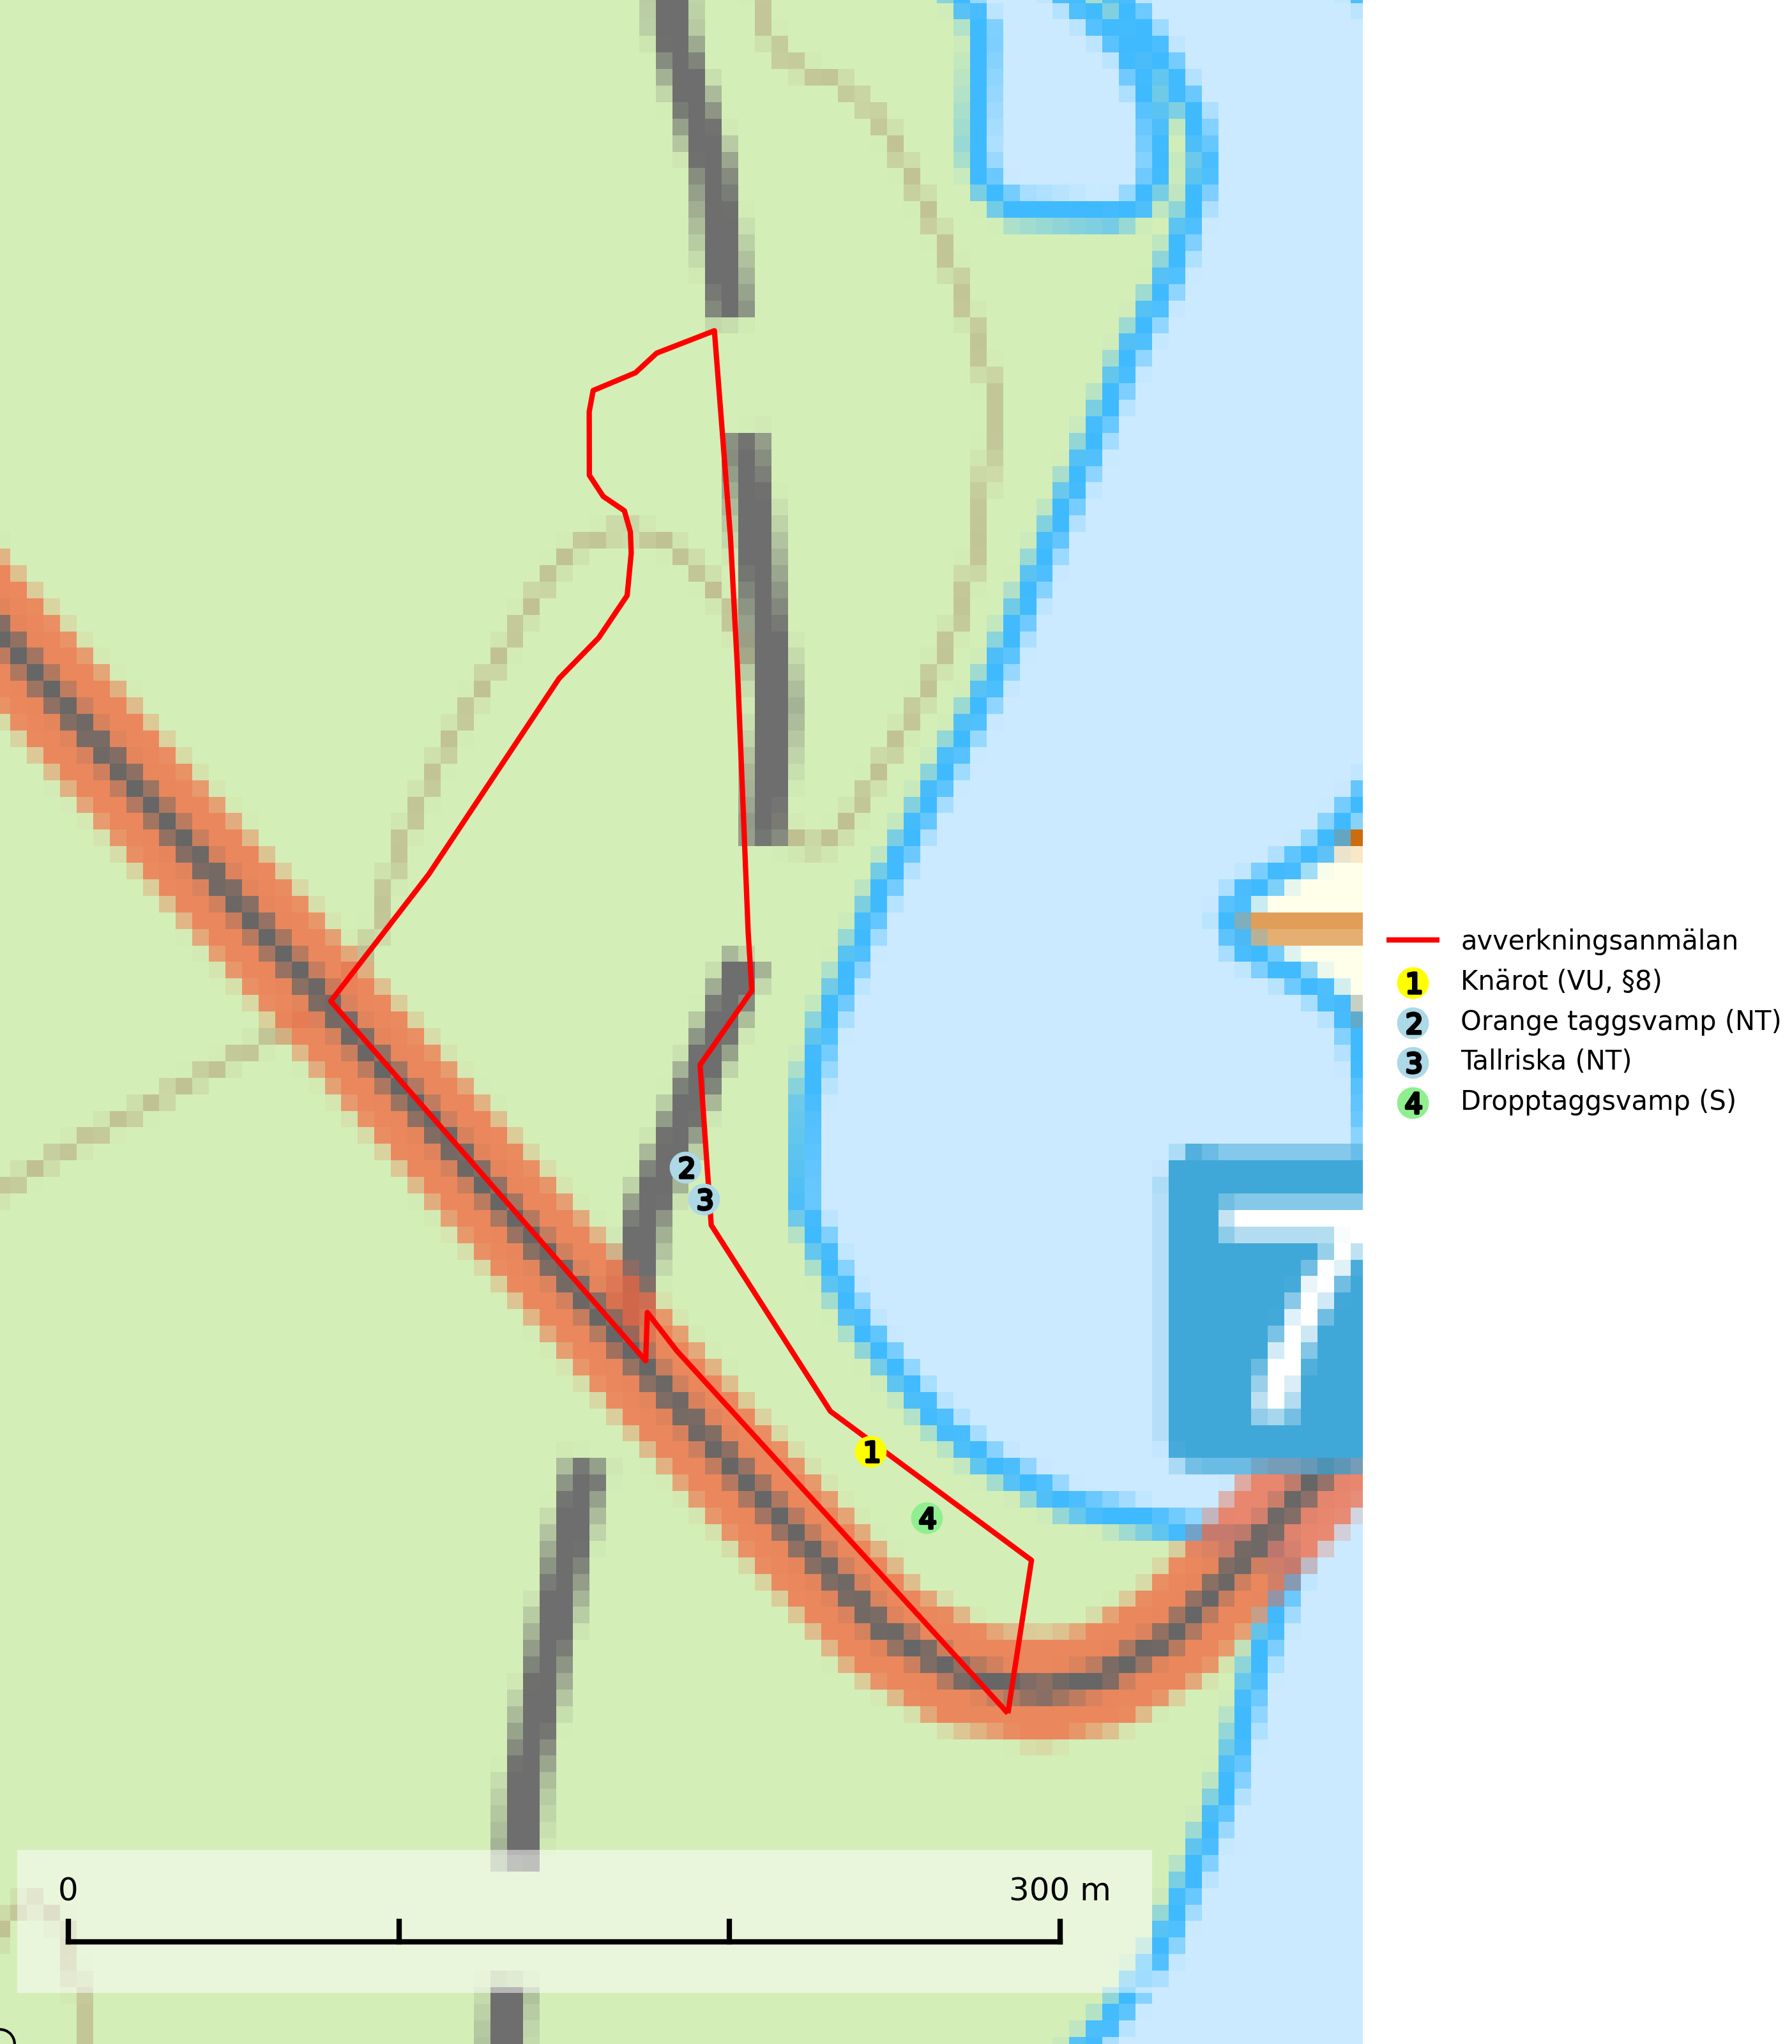 2
3
1
4
0 300 m
avverkningsanmälan
1 Knärot (VU, §8)
2 Orange taggsvamp (NT)
3 Tallriska (NT)
4 Dropptaggsvamp (S)